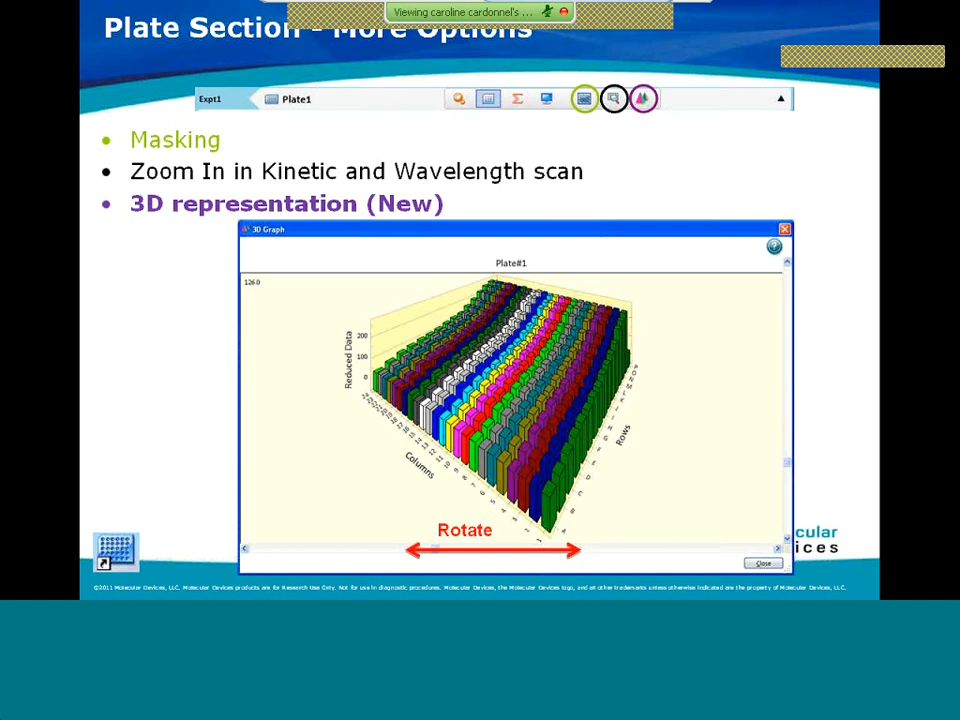 Viewing caroline cardonnel's ...
Plate Section - More Options
Expt1
Plate1
• Masking
• Zoom In in Kinetic and Wavelength scan
• 3D representation (New)
3D Graph
Plate#1
126.0
200
100
0
Reduced Data
Columns
Rows
Rotate
Close
cular
ices
©2011 Molecular Devices, LLC. Molecular Devices products are for Research Use Only. Not for use in diagnostic procedures. Molecular Devices, the Molecular Devices logo, and all other trademarks unless otherwise indicated are the property of Molecular Devices, LLC.